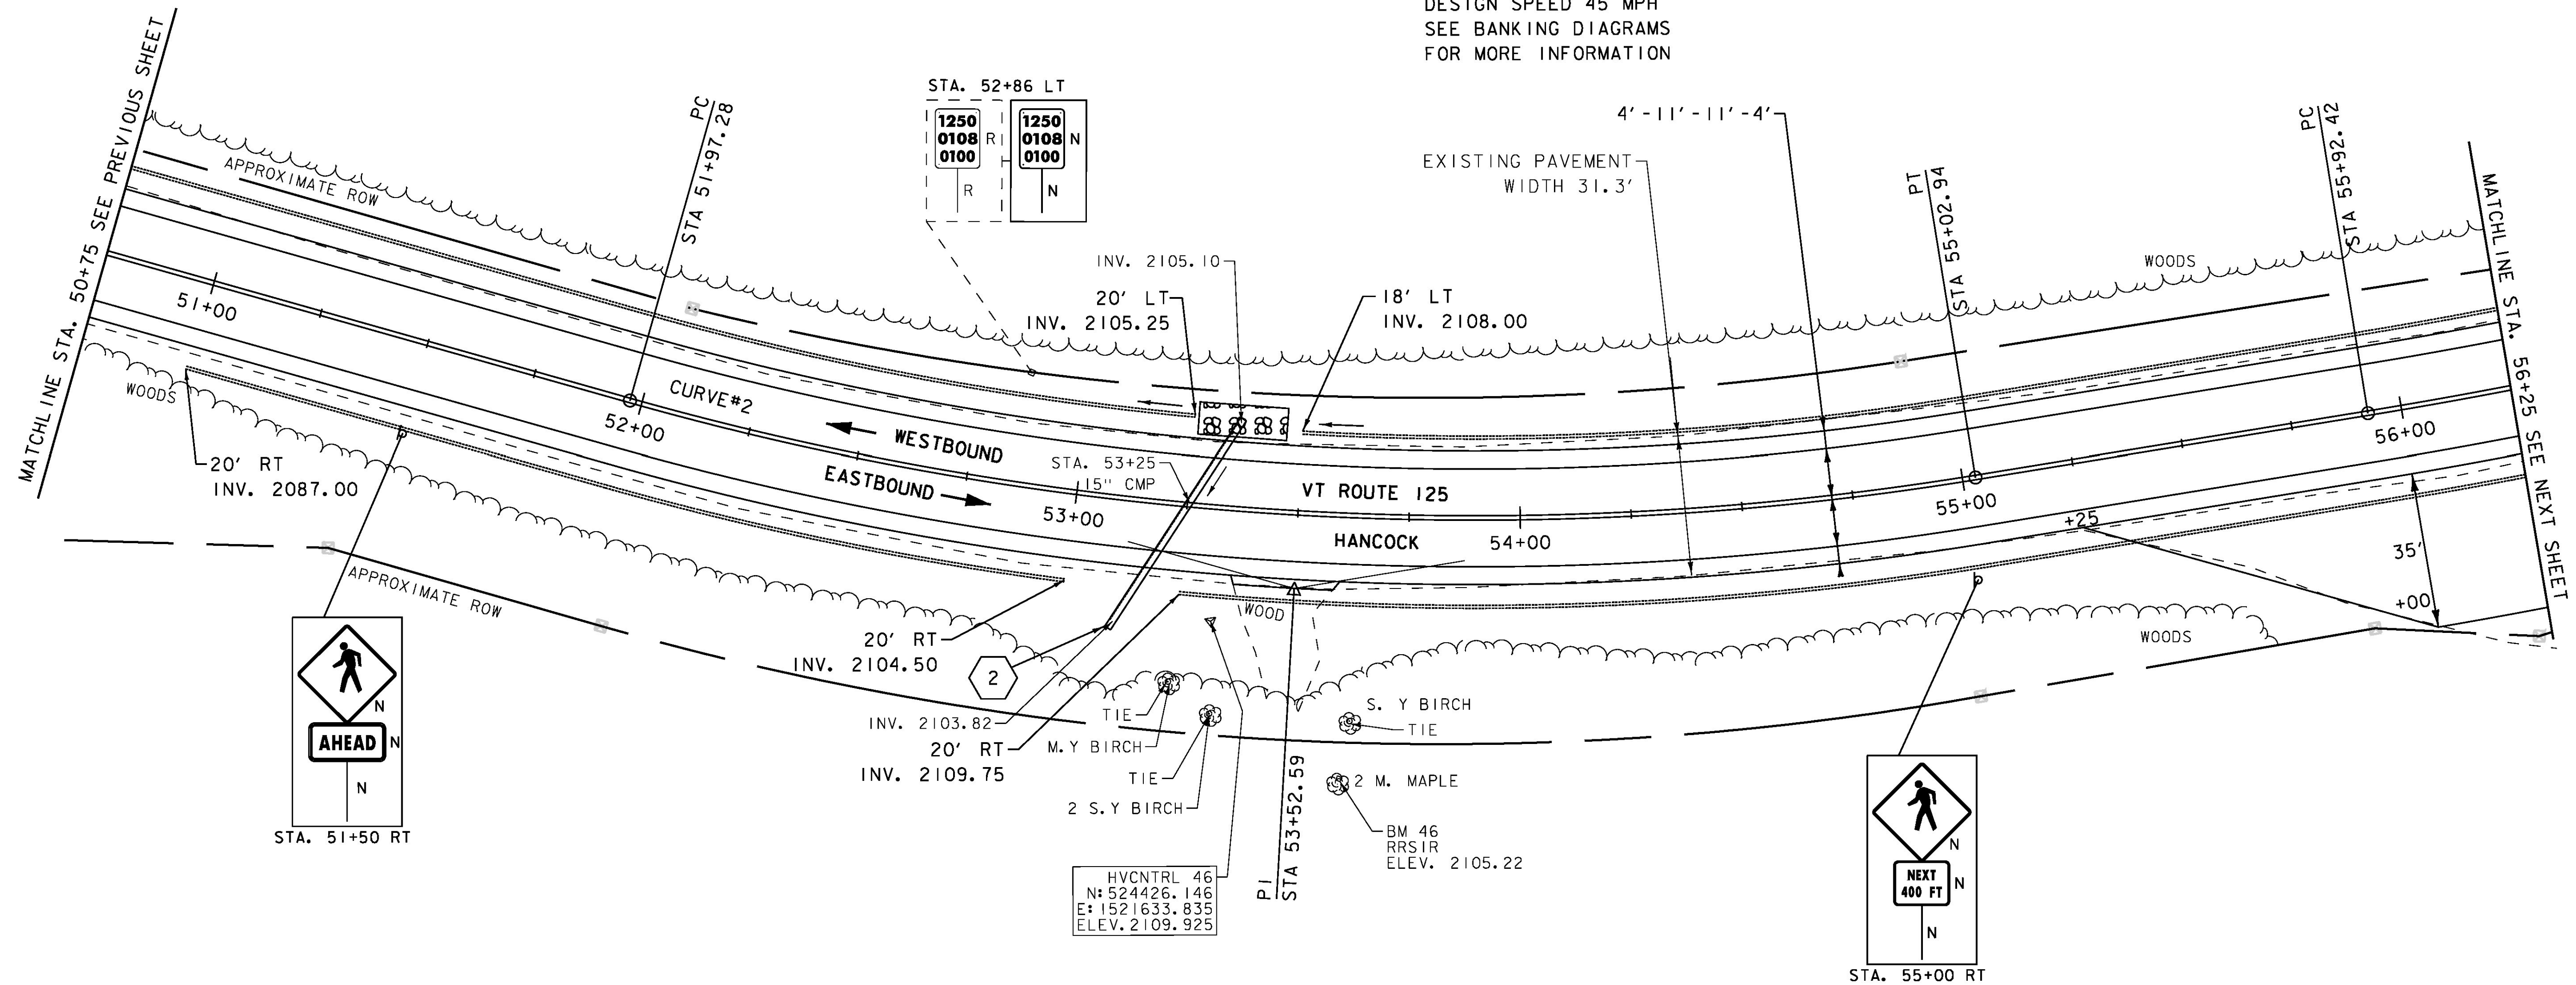 DESIGN SPEED 45 MPH
SEE BANKING DIAGRAMS
FOR MORE INFORMATION
MATCHLINE STA. 50+75 SEE PREVIOUS SHEET
APPROXIMATE ROW
51+00
WOODS
20' RT
INV. 2087.00
PC
STA 51+97.28
52+00
CURVE#2
STA. 52+86 LT
1250
0108
0100
R
R
1250
0108
0100
N
N
WESTBOUND
EASTBOUND
INV. 2105.10
20' LT
INV. 2105.25
18' LT
INV. 2108.00
STA. 53+25
15" CMP
53+00
VT ROUTE 125
HANCOCK
54+00
4'-11'-11'-4'
EXISTING PAVEMENT
WIDTH 31.3'
PT
STA 55+02.94
55+00
WOODS
PC
STA 55+92.42
56+00
MATCHLINE STA. 56+25 SEE NEXT SHEET
+25
35'
+00
WOODS
APPROXIMATE ROW
N
AHEAD
N
N
STA. 51+50 RT
20' RT
INV. 2104.50
2
INV. 2103.82
20' RT
INV. 2109.75
WOOD
TIE
M.Y BIRCH
TIE
2 S.Y BIRCH
S. Y BIRCH
TIE
2 M. MAPLE
BM 46
RRSIR
ELEV. 2105.22
PI
STA 53+52.59
HVCNTRL 46
N:524426.146
E:1521633.835
ELEV.2109.925
N
NEXT
400 FT
N
N
STA. 55+00 RT